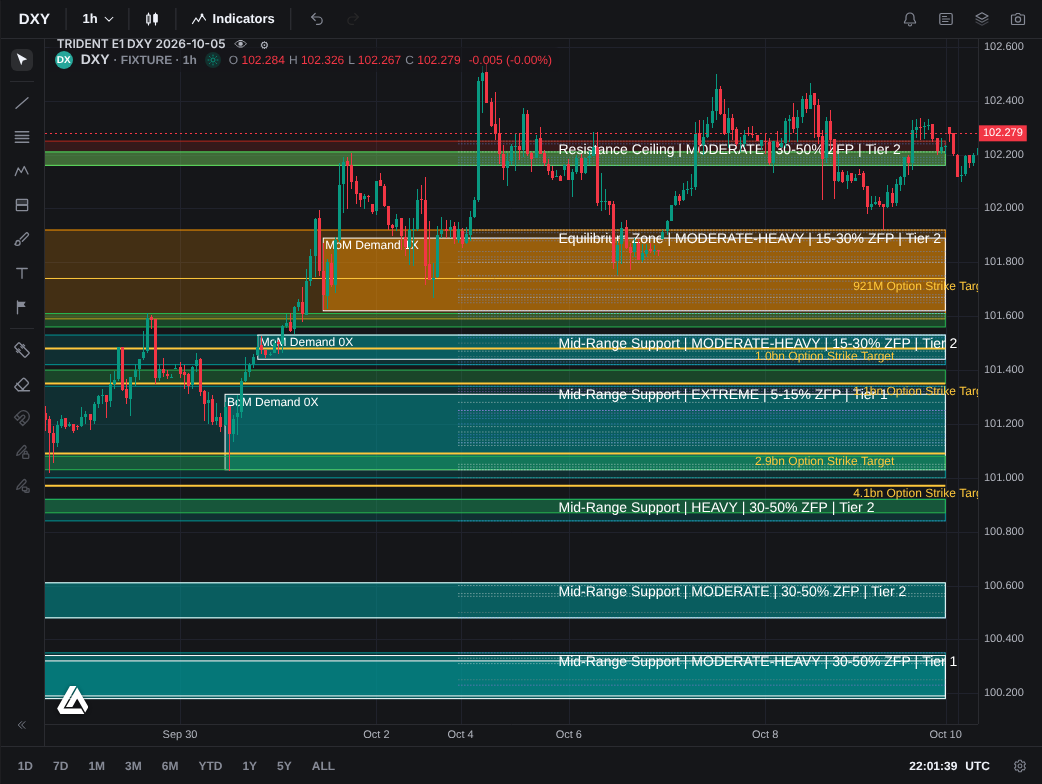 DXY 1h Indicators
TRIDENT E1 DXY 2026-10-05
DX DXY · FIXTURE · 1h O 102.284 H 102.326 L 102.267 C 102.279 -0.005 (-0.00%)
102.600
102.400
102.279
102.200
102.000
101.800
101.600
101.400
101.200
101.000
100.800
100.600
100.400
100.200
Resistance Ceiling | MODERATE | 30-50% ZFP | Tier 2
Equilibrium Zone | MODERATE-HEAVY | 15-30% ZFP | Tier 2
MoM Demand 1X
921M Option Strike Targ
MoM Demand 0X
Mid-Range Support | MODERATE-HEAVY | 15-30% ZFP | Tier 2
1.0bn Option Strike Target
1.1bn Option Strike Targ
Mid-Range Support | EXTREME | 5-15% ZFP | Tier 1
BoM Demand 0X
2.9bn Option Strike Target
4.1bn Option Strike Targ
Mid-Range Support | HEAVY | 30-50% ZFP | Tier 2
Mid-Range Support | MODERATE | 30-50% ZFP | Tier 2
Mid-Range Support | MODERATE-HEAVY | 30-50% ZFP | Tier 1
Sep 30 Oct 2 Oct 4 Oct 6 Oct 8 Oct 10
1D 7D 1M 3M 6M YTD 1Y 5Y ALL 22:01:39 UTC